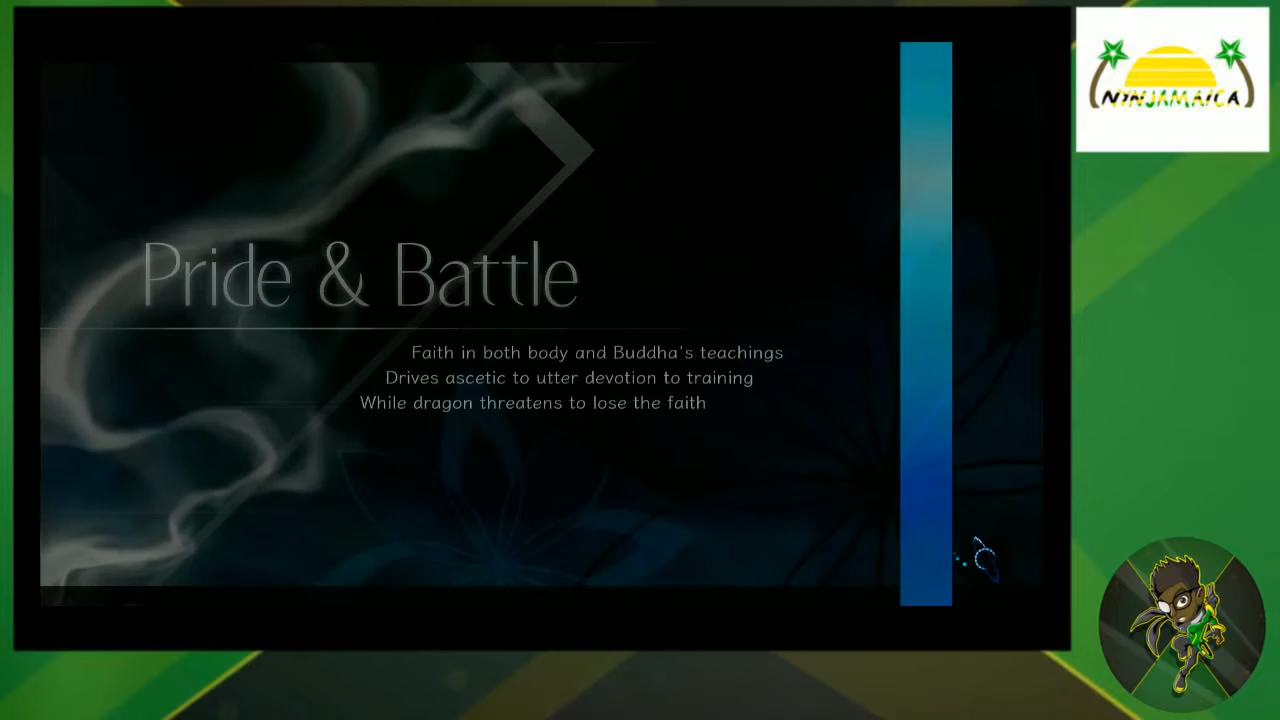 NINJAMAICA
Pride & Battle
Faith in both body and Buddha's teachings
Drives ascetic to utter devotion to training
While dragon threatens to lose the faith